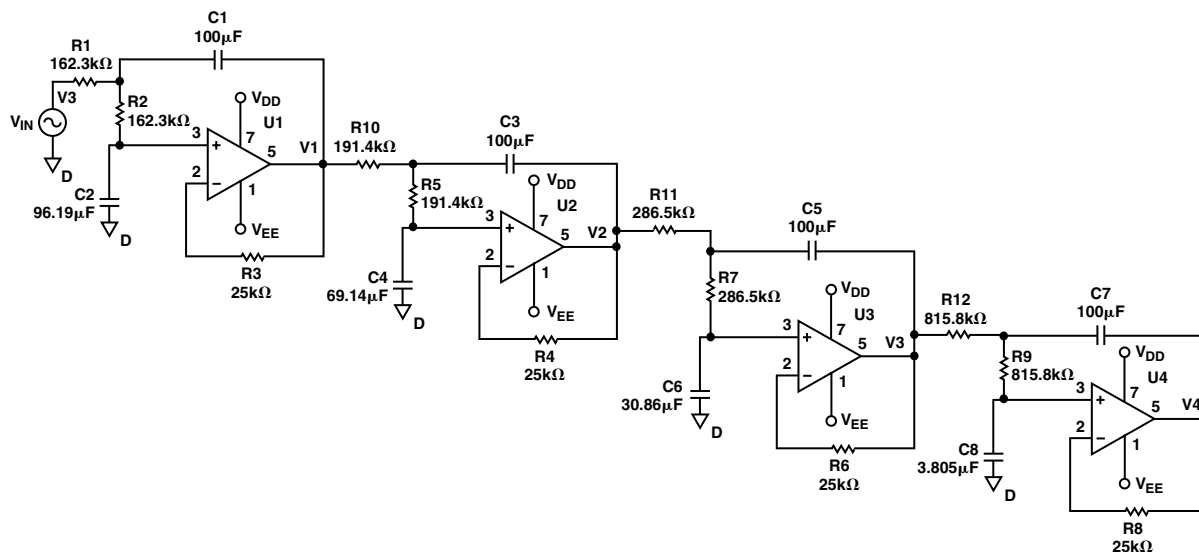 C1
100µF
R1
162.3kΩ
V3
VIN
D
R2
162.3kΩ
VDD
U1
3
+
7
5
2
−
1
C2
96.19µF
D
VEE
R3
25kΩ
V1
R10
191.4kΩ
C3
100µF
R5
191.4kΩ
VDD
U2
3
+
7
5
2
−
1
C4
69.14µF
D
VEE
R4
25kΩ
V2
R11
286.5kΩ
C5
100µF
R7
286.5kΩ
VDD
U3
3
+
7
5
2
−
1
C6
30.86µF
D
VEE
R6
25kΩ
V3
R12
815.8kΩ
C7
100µF
R9
815.8kΩ
VDD
U4
3
+
7
5
2
−
1
C8
3.805µF
D
VEE
R8
25kΩ
V4